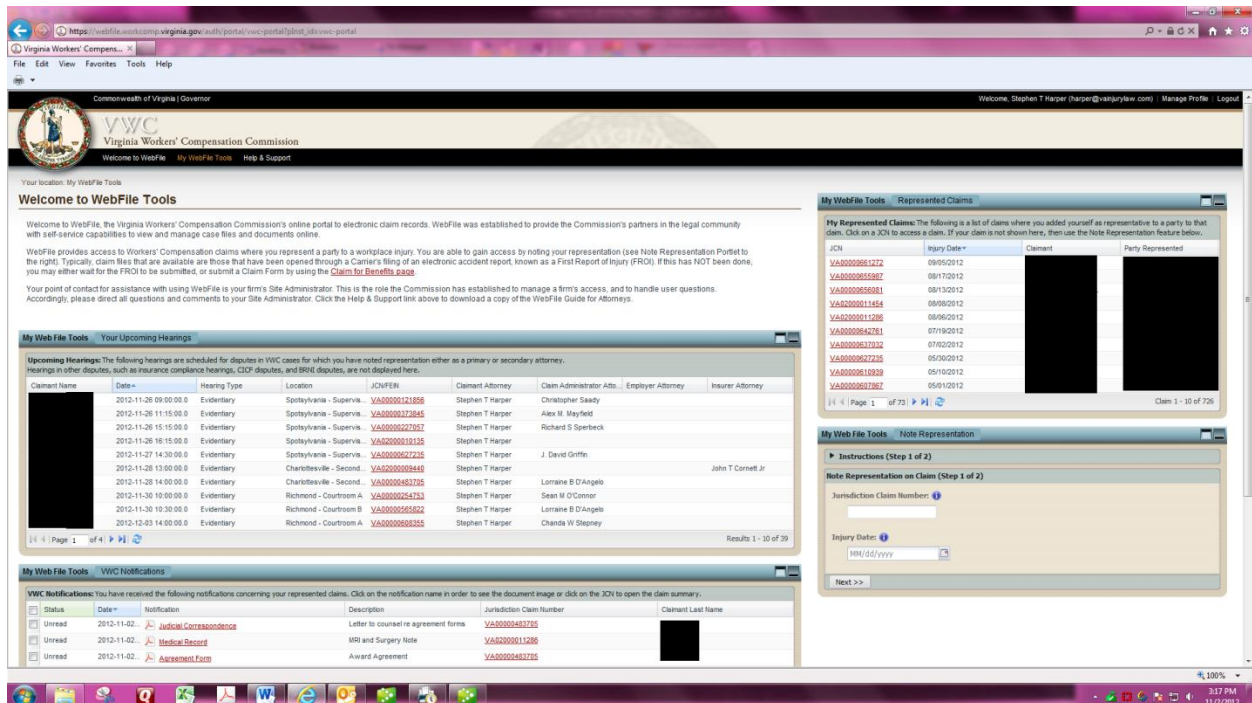 https://webfile.workcomp.virginia.gov/auth/portal/vwc-portal?plnst_id=vwc-portal
Virginia Workers' Compens...
File Edit View Favorites Tools Help
Commonwealth of Virginia | Governor
Welcome, Stephen T Harper (harper@vainjurylaw.com) | Manage Profile | Logout
VWC
Virginia Workers' Compensation Commission
Welcome to WebFile My WebFile Tools Help & Support
Your location: My WebFile Tools
Welcome to WebFile Tools
Welcome to WebFile, the Virginia Workers' Compensation Commission's online portal to electronic claim records. WebFile was established to provide the Commission's partners in the legal community
with self-service capabilities to view and manage case files and documents online.
WebFile provides access to Workers' Compensation claims where you represent a party to a workplace injury. You are able to gain access by noting your representation (see Note Representation Portlet to
the right). Typically, claim files that are available are those that have been opened through a Carrier's filing of an electronic accident report, known as a First Report of Injury (FROI). If this has NOT been done,
you may either wait for the FROI to be submitted, or submit a Claim Form by using the Claim for Benefits page.
Your point of contact for assistance with using WebFile is your firm's Site Administrator. This is the role the Commission has established to manage a firm's access, and to handle user questions.
Accordingly, please direct all questions and comments to your Site Administrator. Click the Help & Support link above to download a copy of the WebFile Guide for Attorneys.
My Web File Tools Your Upcoming Hearings
Upcoming Hearings: The following hearings are scheduled for disputes in VWC cases for which you have noted representation either as a primary or secondary attorney.
Hearings in other disputes, such as insurance compliance hearings, CICF disputes, and BRNI disputes, are not displayed here.
Claimant Name Date Hearing Type Location JCN/FEIN Claimant Attorney Claim Administrator Atto... Employer Attorney Insurer Attorney
2012-11-26 09:00:00.0 Evidentiary Spotsylvania - Supervis... VA00000121856 Stephen T Harper Christopher Saady
2012-11-26 11:15:00.0 Evidentiary Spotsylvania - Supervis... VA00000373845 Stephen T Harper Alex M. Mayfield
2012-11-26 15:15:00.0 Evidentiary Spotsylvania - Supervis... VA00000227057 Stephen T Harper Richard S Sperbeck
2012-11-26 16:15:00.0 Evidentiary Spotsylvania - Supervis... VA02000010135 Stephen T Harper
2012-11-27 14:30:00.0 Evidentiary Spotsylvania - Supervis... VA00000627235 Stephen T Harper J. David Griffin
2012-11-28 13:00:00.0 Evidentiary Charlottesville - Second... VA02000009440 Stephen T Harper John T Cornett Jr
2012-11-28 14:00:00.0 Evidentiary Charlottesville - Second... VA00000483705 Stephen T Harper Lorraine B D'Angelo
2012-11-30 10:00:00.0 Evidentiary Richmond - Courtroom A VA00000254753 Stephen T Harper Sean M O'Connor
2012-11-30 10:30:00.0 Evidentiary Richmond - Courtroom B VA00000565822 Stephen T Harper Lorraine B D'Angelo
2012-12-03 14:00:00.0 Evidentiary Richmond - Courtroom A VA00000608355 Stephen T Harper Chanda W Stepney
Page 1 of 4 Results 1 - 10 of 39
My Web File Tools VWC Notifications
VWC Notifications: You have received the following notifications concerning your represented claims. Click on the notification name in order to see the document image or click on the JCN to open the claim summary.
Status Date Notification Description Jurisdiction Claim Number Claimant Last Name
Unread 2012-11-02... Judicial Correspondence Letter to counsel re agreement forms VA00000483705
Unread 2012-11-02... Medical Record MRI and Surgery Note VA02000011286
Unread 2012-11-02... Agreement Form Award Agreement VA00000483705
My WebFile Tools Represented Claims
My Represented Claims: The following is a list of claims where you added yourself as representative to a party to that
claim. Click on a JCN to access a claim. If your claim is not shown here, then use the Note Representation feature below.
JCN Injury Date Claimant Party Represented
VA00000661272 09/05/2012
VA00000655987 08/17/2012
VA00000656081 08/13/2012
VA02000011454 08/08/2012
VA02000011286 08/06/2012
VA00000642761 07/19/2012
VA00000637032 07/02/2012
VA00000627235 05/30/2012
VA00000610939 05/10/2012
VA00000607867 05/01/2012
Page 1 of 73 Claim 1 - 10 of 726
My Web File Tools Note Representation
Instructions (Step 1 of 2)
Note Representation on Claim (Step 1 of 2)
Jurisdiction Claim Number:
Injury Date:
MM/dd/yyyy
Next >>
100%
3:17 PM
11/2/2012